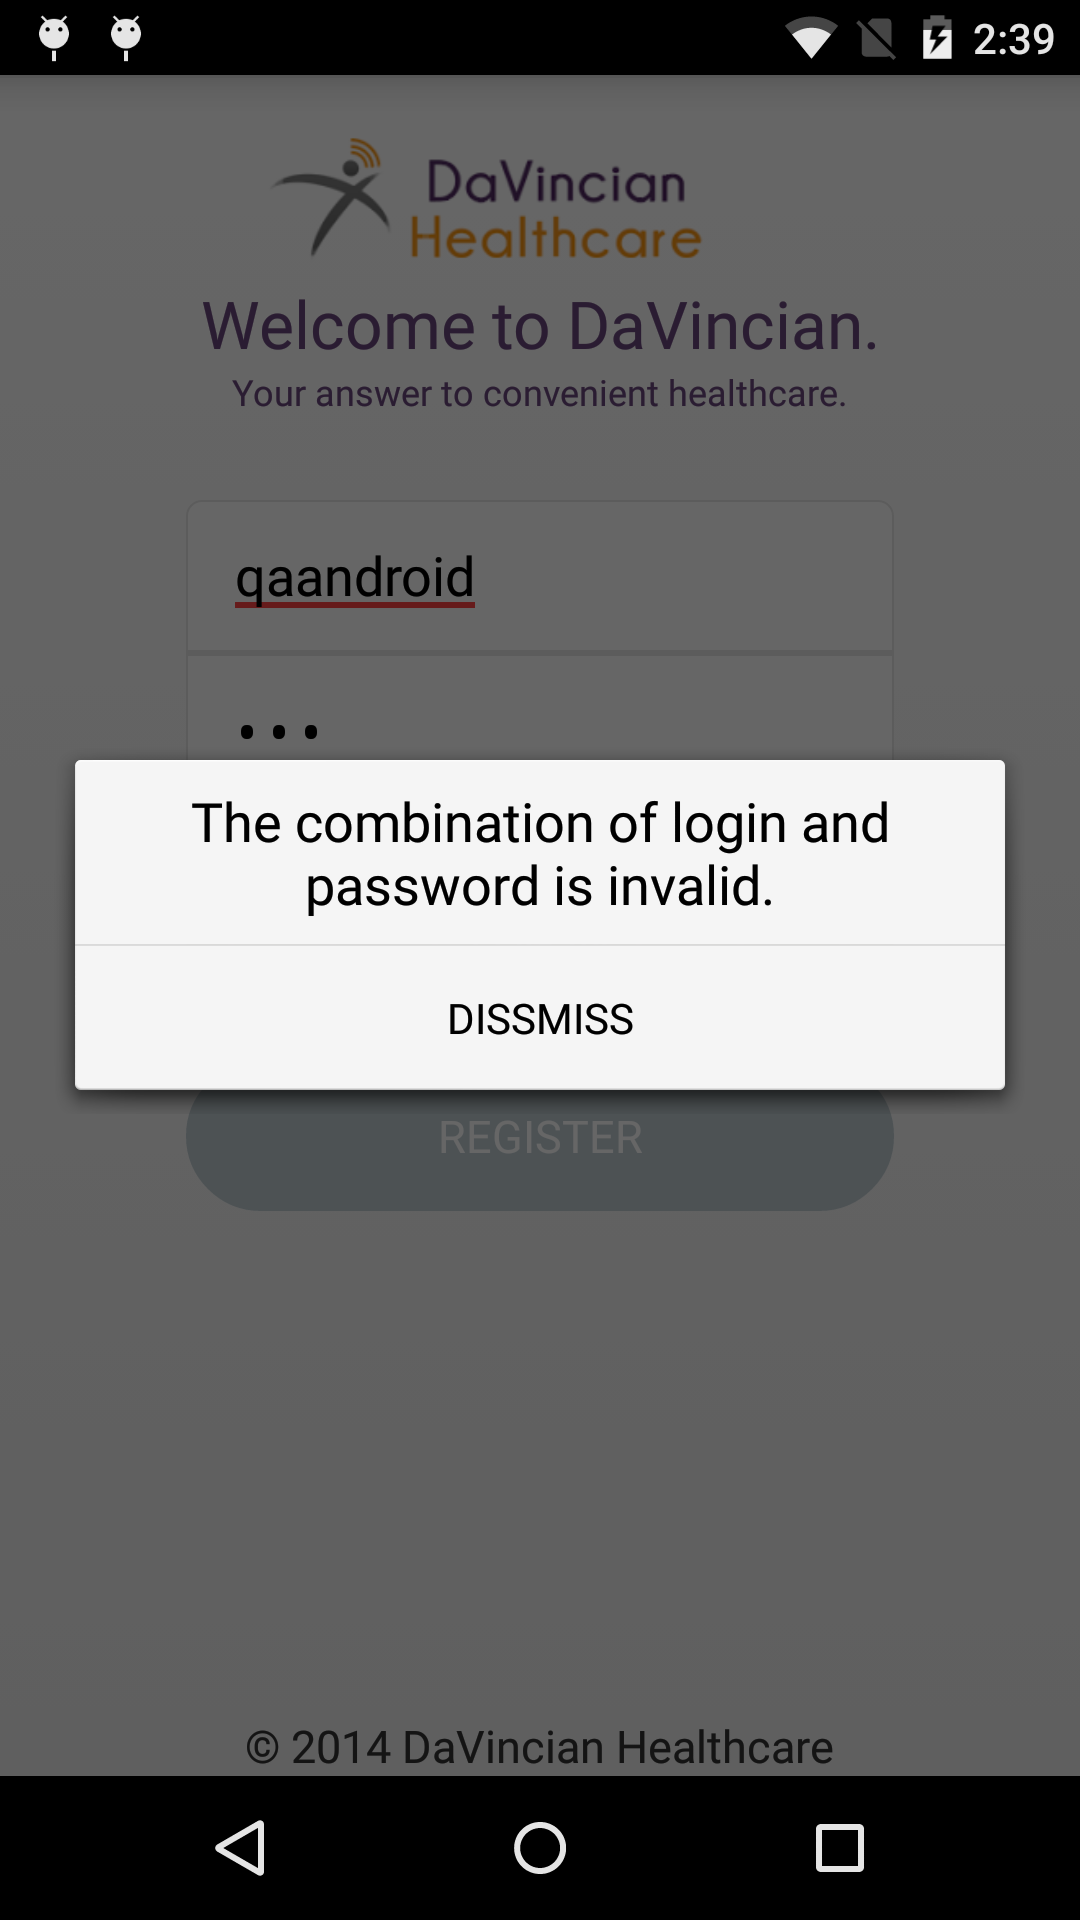 2:39
DaVincian
Healthcare
Welcome to DaVincian.
Your answer to convenient healthcare.
qaandroid
•••
The combination of login and
password is invalid.
DISSMISS
REGISTER
© 2014 DaVincian Healthcare